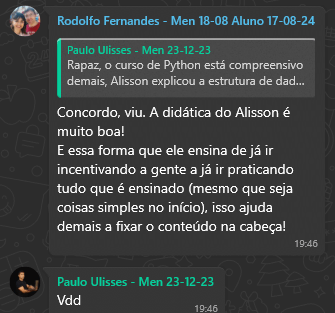 Rodolfo Fernandes - Men 18-08 Aluno 17-08-24
Paulo Ulisses - Men 23-12-23
Rapaz, o curso de Python está compreensivo
demais, Alisson explicou a estrutura de dad...
Concordo, viu. A didática do Alisson é
muito boa!
E essa forma que ele ensina de já ir
incentivando a gente a já ir praticando
tudo que é ensinado (mesmo que seja
coisas simples no início), isso ajuda
demais a fixar o conteúdo na cabeça!
19:46
Paulo Ulisses - Men 23-12-23
Vdd
19:46